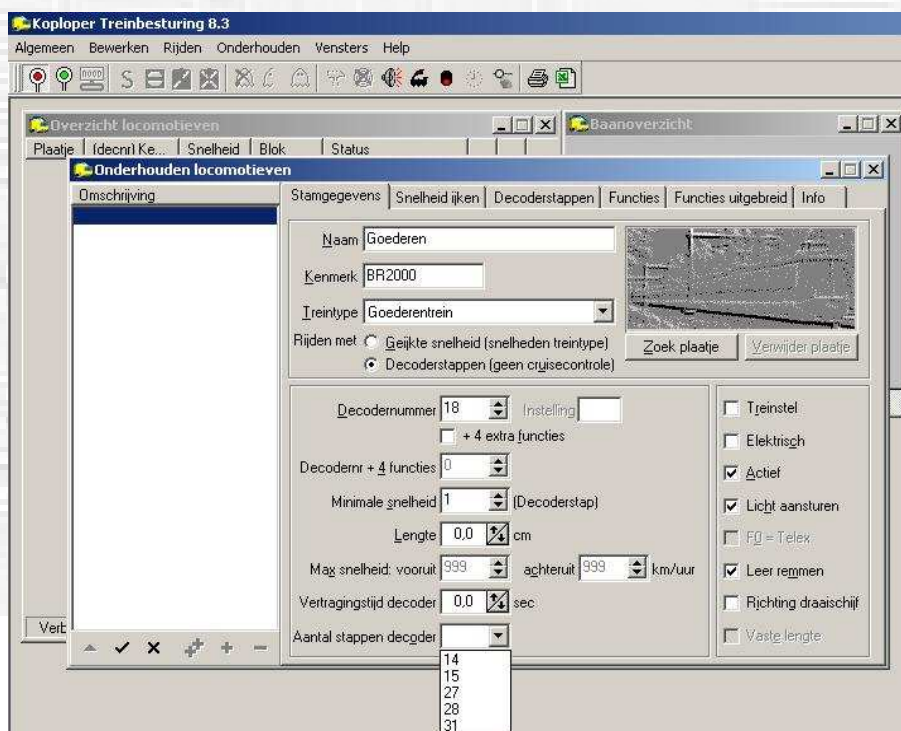 Koploper Treinbesturing 8.3
Algemeen Bewerken Rijden Onderhouden Vensters Help
NOOD
Overzicht locomotieven
Baanoverzicht
Plaatje (decnr) Ke... Snelheid Blok Status
Onderhouden locomotieven
Omschrijving
Stamgegevens Snelheid ijken Decoderstappen Functies Functies uitgebreid Info
Naam Goederen
Kenmerk BR2000
Treintype Goederentrein
Rijden met Geijkte snelheid (snelheden treintype)
Decoderstappen (geen cruisecontrole)
Zoek plaatje Verwijder plaatje
Decodernummer 18 Instelling
+ 4 extra functies
Decodernr + 4 functies 0
Minimale snelheid 1 (Decoderstap)
Lengte 0,0 cm
Max snelheid: vooruit 999 achteruit 999 km/uur
Vertragingstijd decoder 0,0 sec
Aantal stappen decoder
14
15
27
28
31
Treinstel
Elektrisch
Actief
Licht aansturen
F0 = Telex
Leer remmen
Richting draaischijf
Vaste lengte
Verb